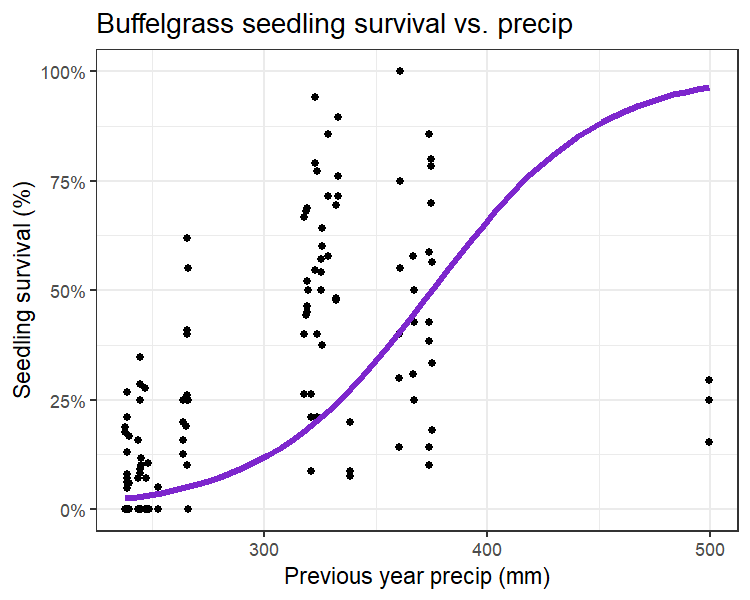 Buffelgrass seedling survival vs. precip
Seedling survival (%)
100%
75%
50%
25%
0%
300 400 500
Previous year precip (mm)